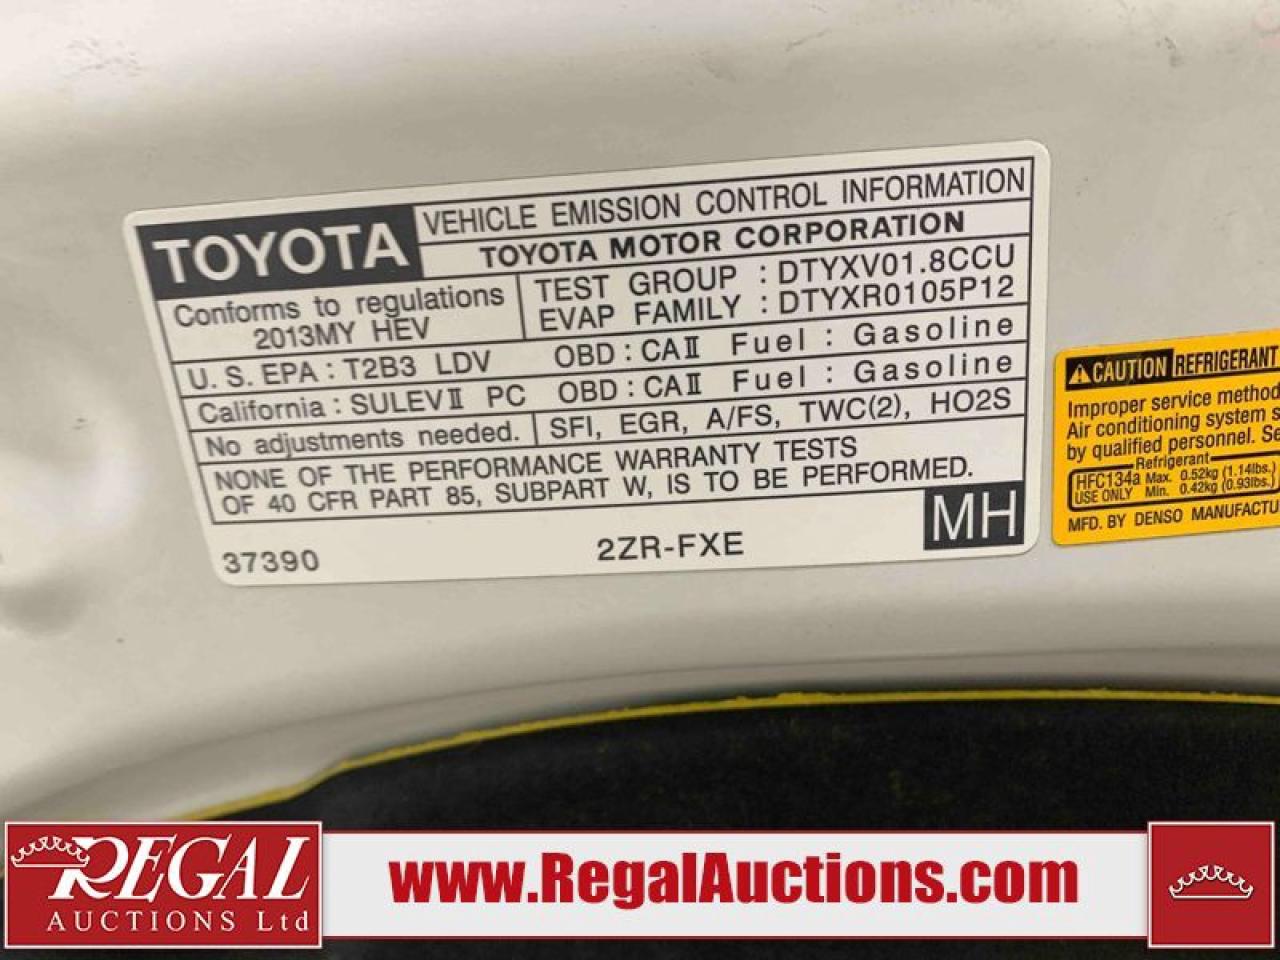 TOYOTA
VEHICLE EMISSION CONTROL INFORMATION
TOYOTA MOTOR CORPORATION
Conforms to regulations
2013MY HEV
TEST GROUP : DTYXV01.8CCU
EVAP FAMILY : DTYXR0105P12
U. S. EPA : T2B3 LDV OBD : CAⅡ Fuel : Gasoline
California : SULEVⅡ PC OBD : CAⅡ Fuel : Gasoline
No adjustments needed. SFI, EGR, A/FS, TWC(2), HO2S
NONE OF THE PERFORMANCE WARRANTY TESTS
OF 40 CFR PART 85, SUBPART W, IS TO BE PERFORMED.
37390 2ZR-FXE MH
CAUTION REFRIGERANT
Improper service method
Air conditioning system
by qualified personnel.
Refrigerant
HFC134a Max. 0.52kg (1.14lbs.)
USE ONLY Min. 0.42kg (0.93lbs.)
MFD. BY DENSO
REGAL
AUCTIONS Ltd
www.RegalAuctions.com